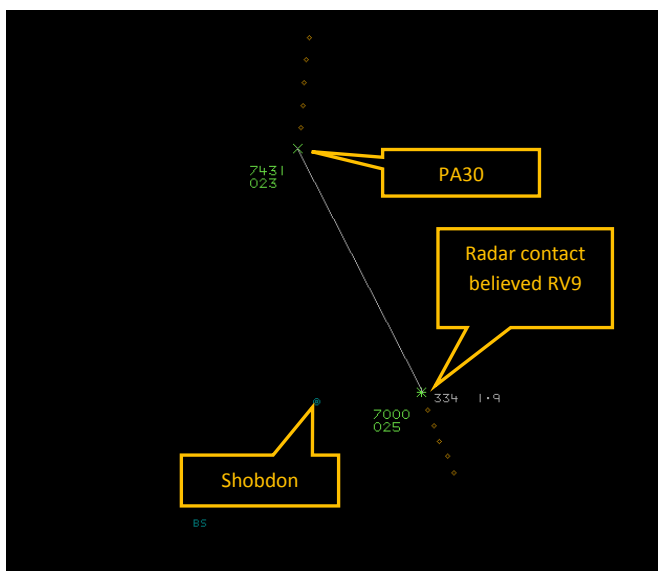 7431
023
PA30
Radar contact
believed RV9
334 1·9
7000
025
Shobdon
BS